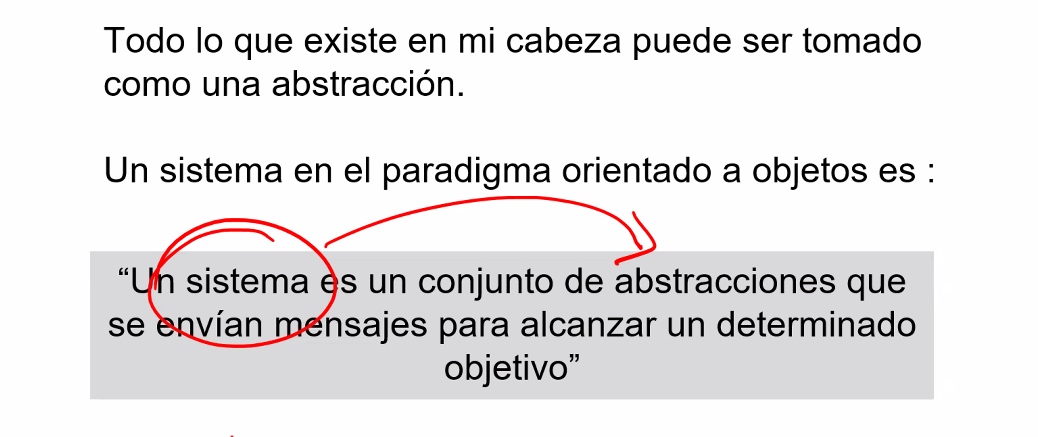 Todo lo que existe en mi cabeza puede ser tomado
como una abstracción.
Un sistema en el paradigma orientado a objetos es :
“Un sistema es un conjunto de abstracciones que
se envían mensajes para alcanzar un determinado
objetivo”